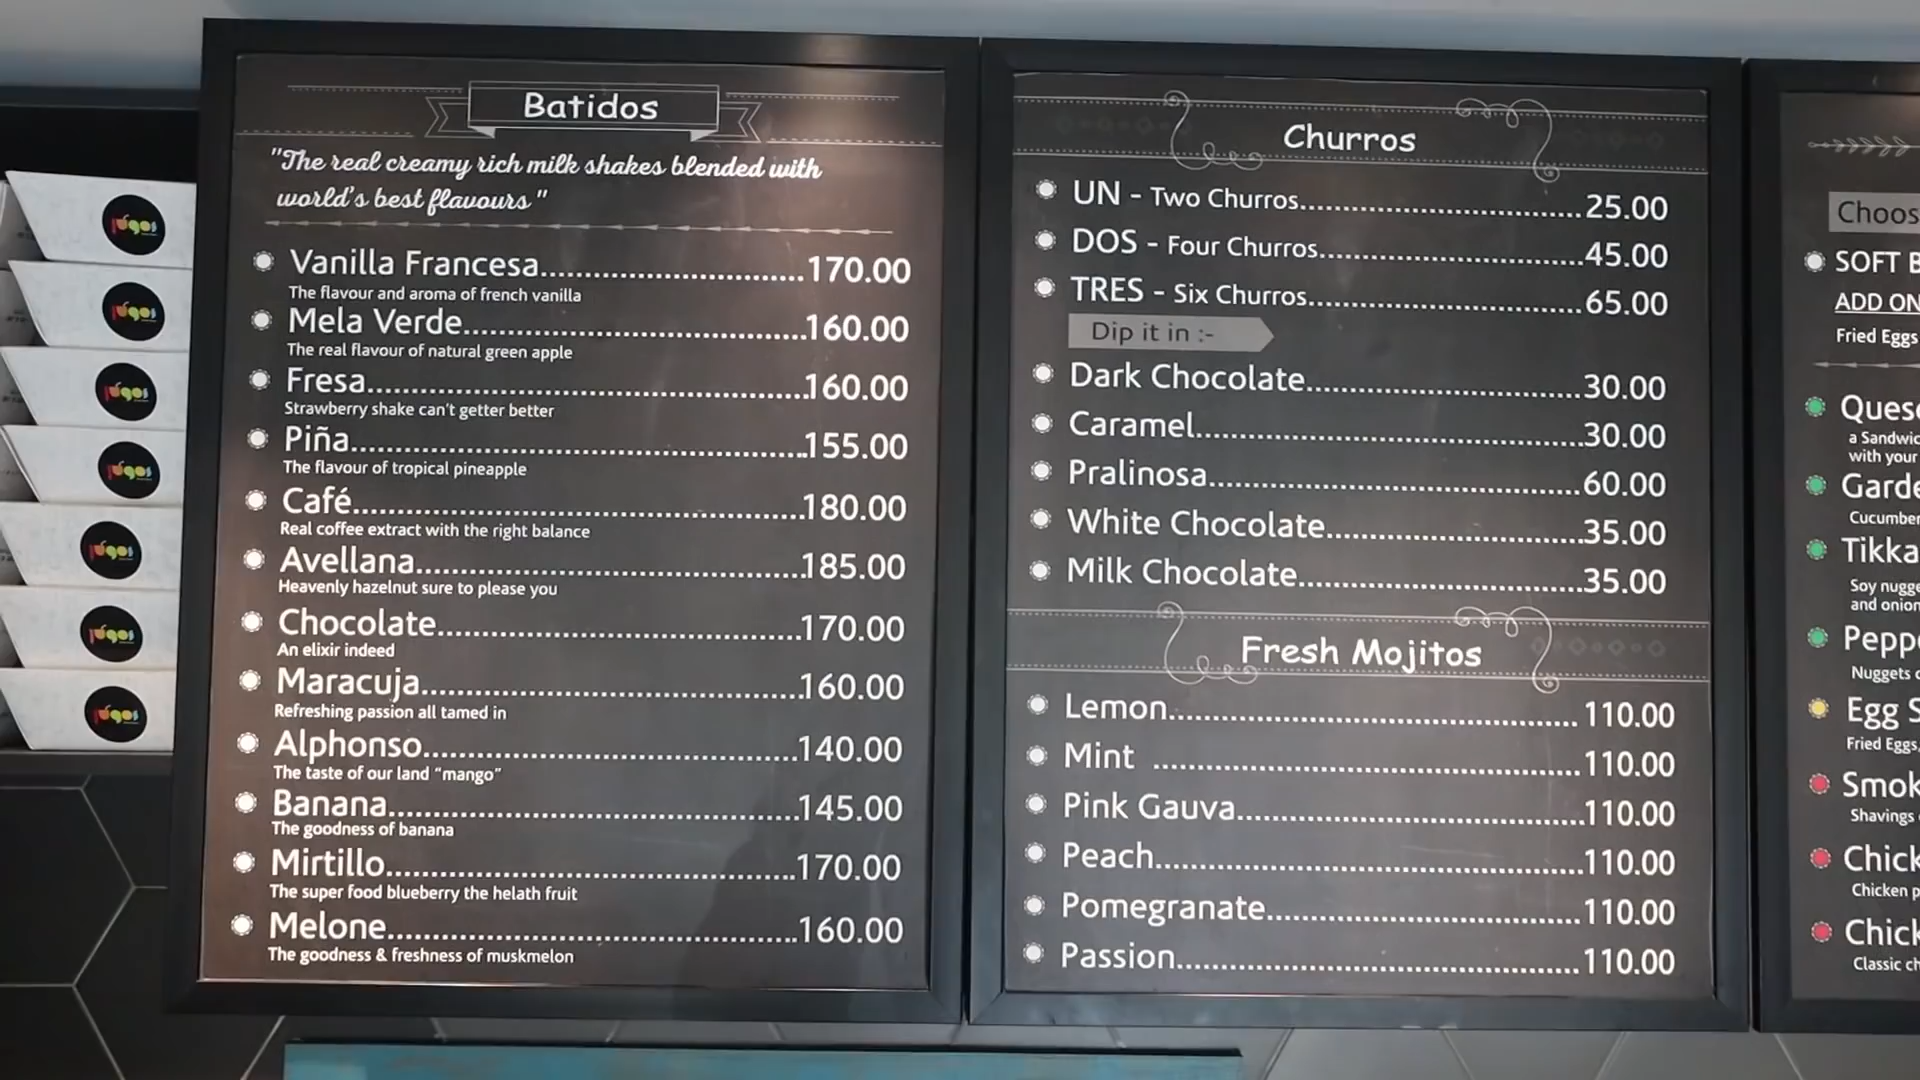 Batidos
"The real creamy rich milk shakes blended with
world's best flavours "
Vanilla Francesa 170.00
The flavour and aroma of french vanilla
Mela Verde 160.00
The real flavour of natural green apple
Fresa 160.00
Strawberry shake can't getter better
Piña 155.00
The flavour of tropical pineapple
Café 180.00
Real coffee extract with the right balance
Avellana 185.00
Heavenly hazelnut sure to please you
Chocolate 170.00
An elixir indeed
Maracuja 160.00
Refreshing passion all tamed in
Alphonso 140.00
The taste of our land "mango"
Banana 145.00
The goodness of banana
Mirtillo 170.00
The super food blueberry the helath fruit
Melone 160.00
The goodness & freshness of muskmelon
Churros
UN - Two Churros 25.00
DOS - Four Churros 45.00
TRES - Six Churros 65.00
Dip it in :-
Dark Chocolate 30.00
Caramel 30.00
Pralinosa 60.00
White Chocolate 35.00
Milk Chocolate 35.00
Fresh Mojitos
Lemon 110.00
Mint 110.00
Pink Gauva 110.00
Peach 110.00
Pomegranate 110.00
Passion 110.00
SOFT
ADD ON
Fried Eggs
a Sandwic
with your
Tikka
Soy nugge
and onion
Nuggets
Egg S
Fried Eggs,
Shavings
Chicken
Classic